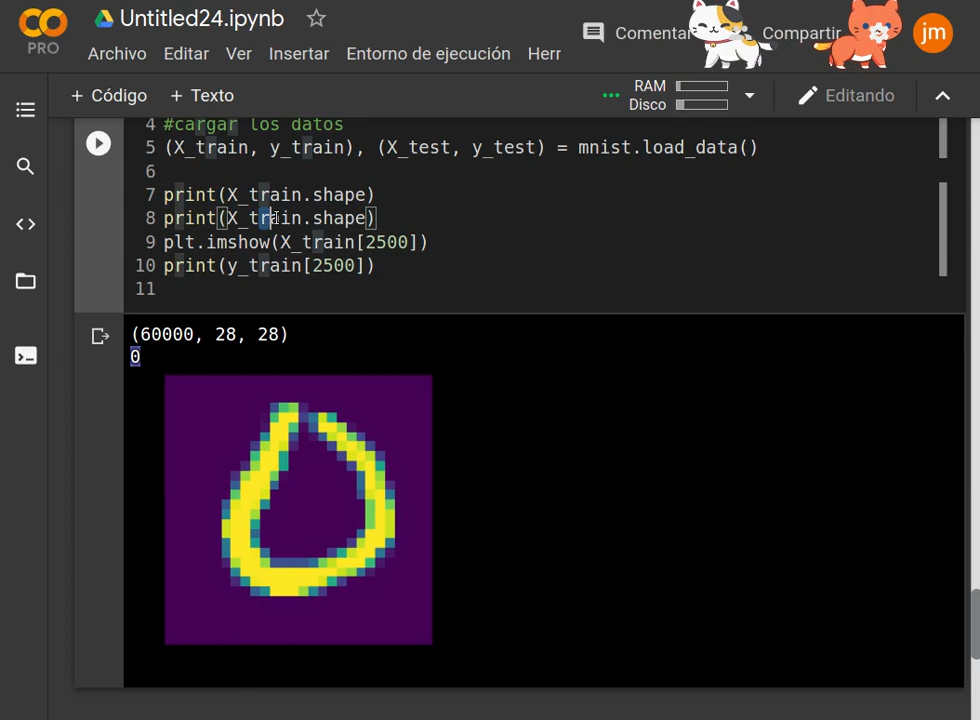 CO
PRO
Untitled24.ipynb
Comentar
Compartir
jm
Archivo Editar Ver Insertar Entorno de ejecución Herr
+ Código + Texto
RAM
Disco
Editando
4 #cargar los datos
5 (X_train, y_train), (X_test, y_test) = mnist.load_data()
6
7 print(X_train.shape)
8 print(X_train.shape)
9 plt.imshow(X_train[2500])
10 print(y_train[2500])
11
(60000, 28, 28)
0